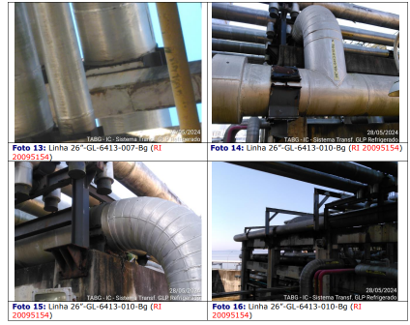 28/05/2024
TABG - IC - Sistema Transf. GLP Refrigerado
Foto 13: Linha 26"-GL-6413-007-Bg (RI
20095154)
28/05/2024
TABG - IC - Sistema Transf. GLP Refrigerado
Foto 14: Linha 26"-GL-6413-010-Bg (RI 20095154)
28/05/2024
TABG - IC - Sistema Transf. GLP Refrigerado
Foto 15: Linha 26"-GL-6413-010-Bg (RI
20095154)
28/05/2024
TABG - IC - Sistema Transf. GLP Refrigerado
Foto 16: Linha 26"-GL-6413-010-Bg (RI
20095154)